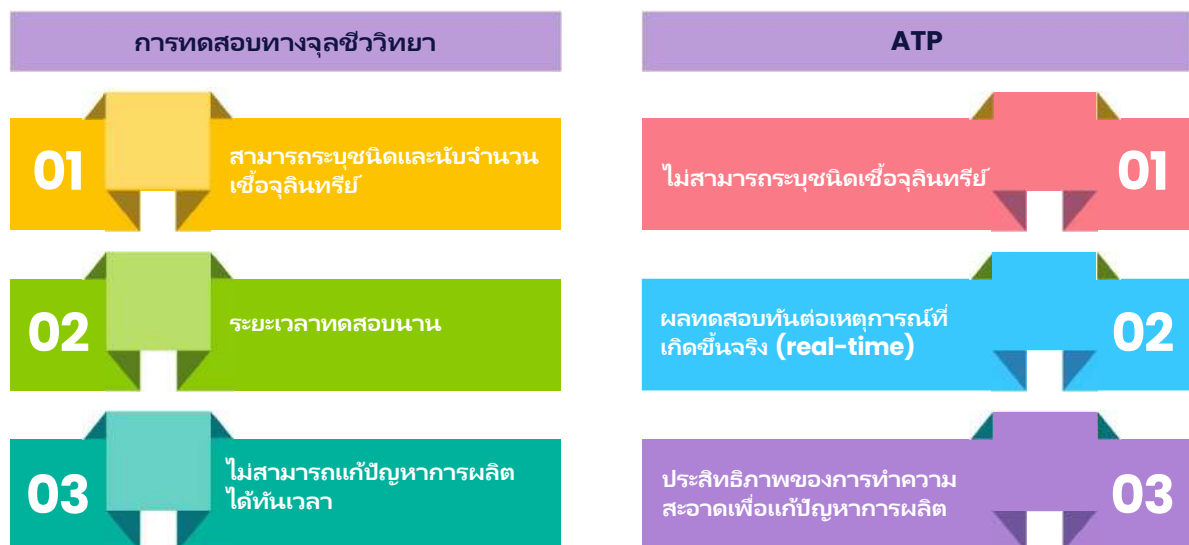 การทดสอบทางจุลชีววิทยา
01
สามารถระบุชนิดและนับจำนวน
เชื้อจุลินทรีย์
02
ระยะเวลาทดสอบนาน
03
ไม่สามารถแก้ปัญหาการผลิต
ได้ทันเวลา
ATP
ไม่สามารถระบุชนิดเชื้อจุลินทรีย์
01
ผลทดสอบทันต่อเหตุการณ์ที่
เกิดขึ้นจริง (real-time)
02
ประสิทธิภาพของการทำความ
สะอาดเพื่อแก้ปัญหาการผลิต
03